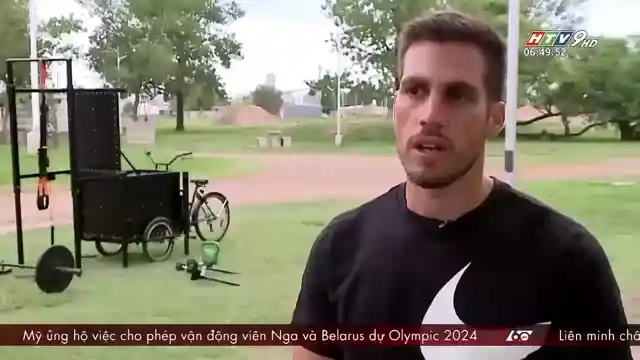 HTV9HD
06:49:52
Mỹ ủng hộ việc cho phép vận động viên Nga và Belarus dự Olympic 2024 60 Liên minh châ